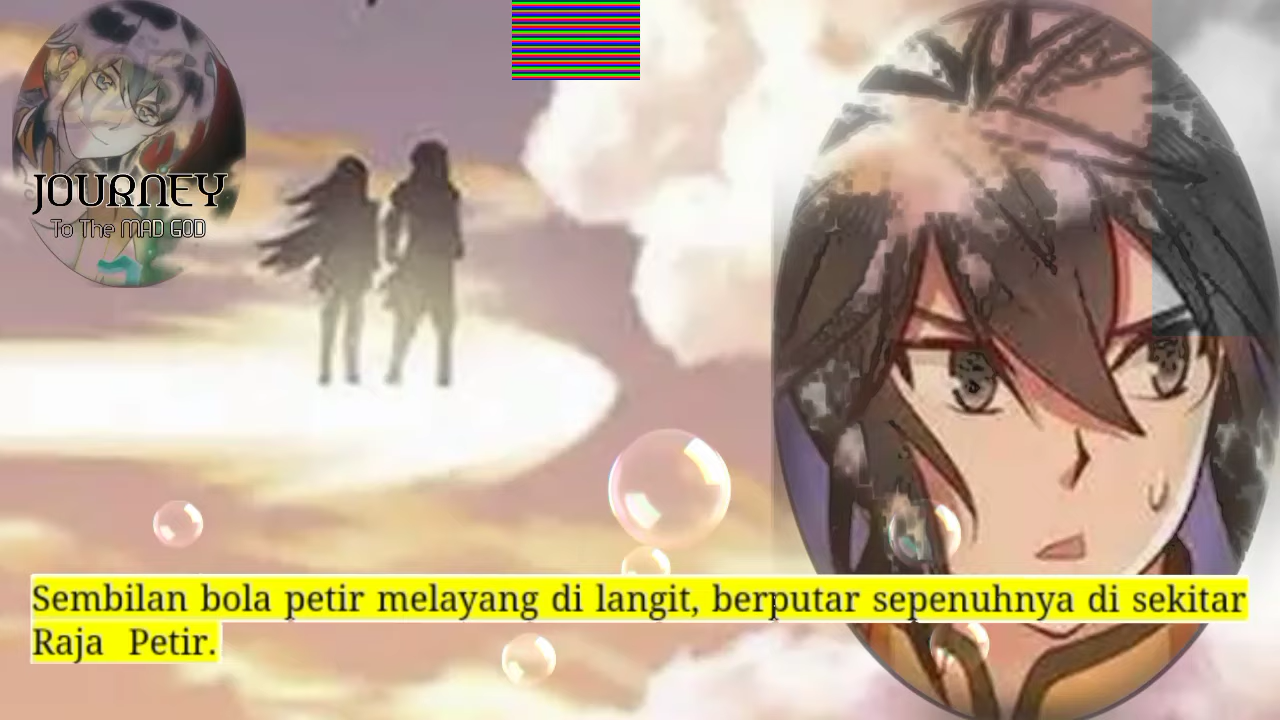 JOURNEY
To The MAD GOD
Sembilan bola petir melayang di langit, berputar sepenuhnya di sekitar
Raja Petir.